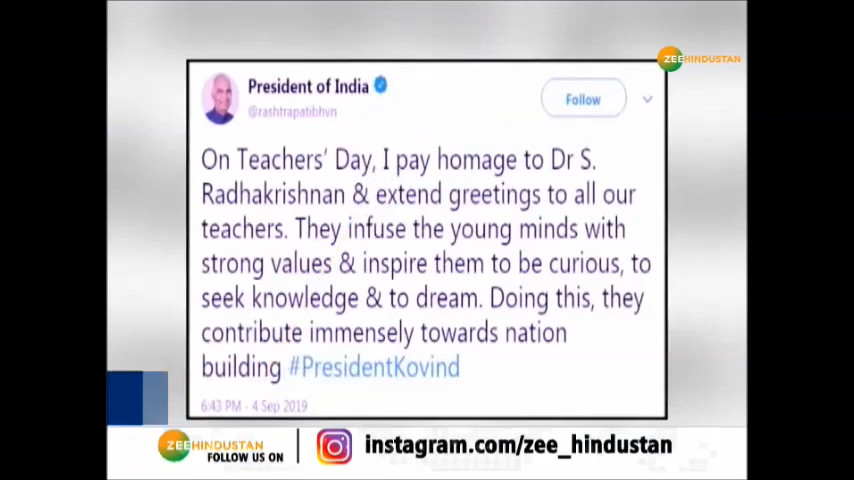 ZEE HINDUSTAN
President of India
@rashtrapatibhvn
Follow
On Teachers' Day, I pay homage to Dr S.
Radhakrishnan & extend greetings to all our
teachers. They infuse the young minds with
strong values & inspire them to be curious, to
seek knowledge & to dream. Doing this, they
contribute immensely towards nation
building #PresidentKovind
6:43 PM - 4 Sep 2019
ZEE HINDUSTAN
FOLLOW US ON
instagram.com/zee_hindustan